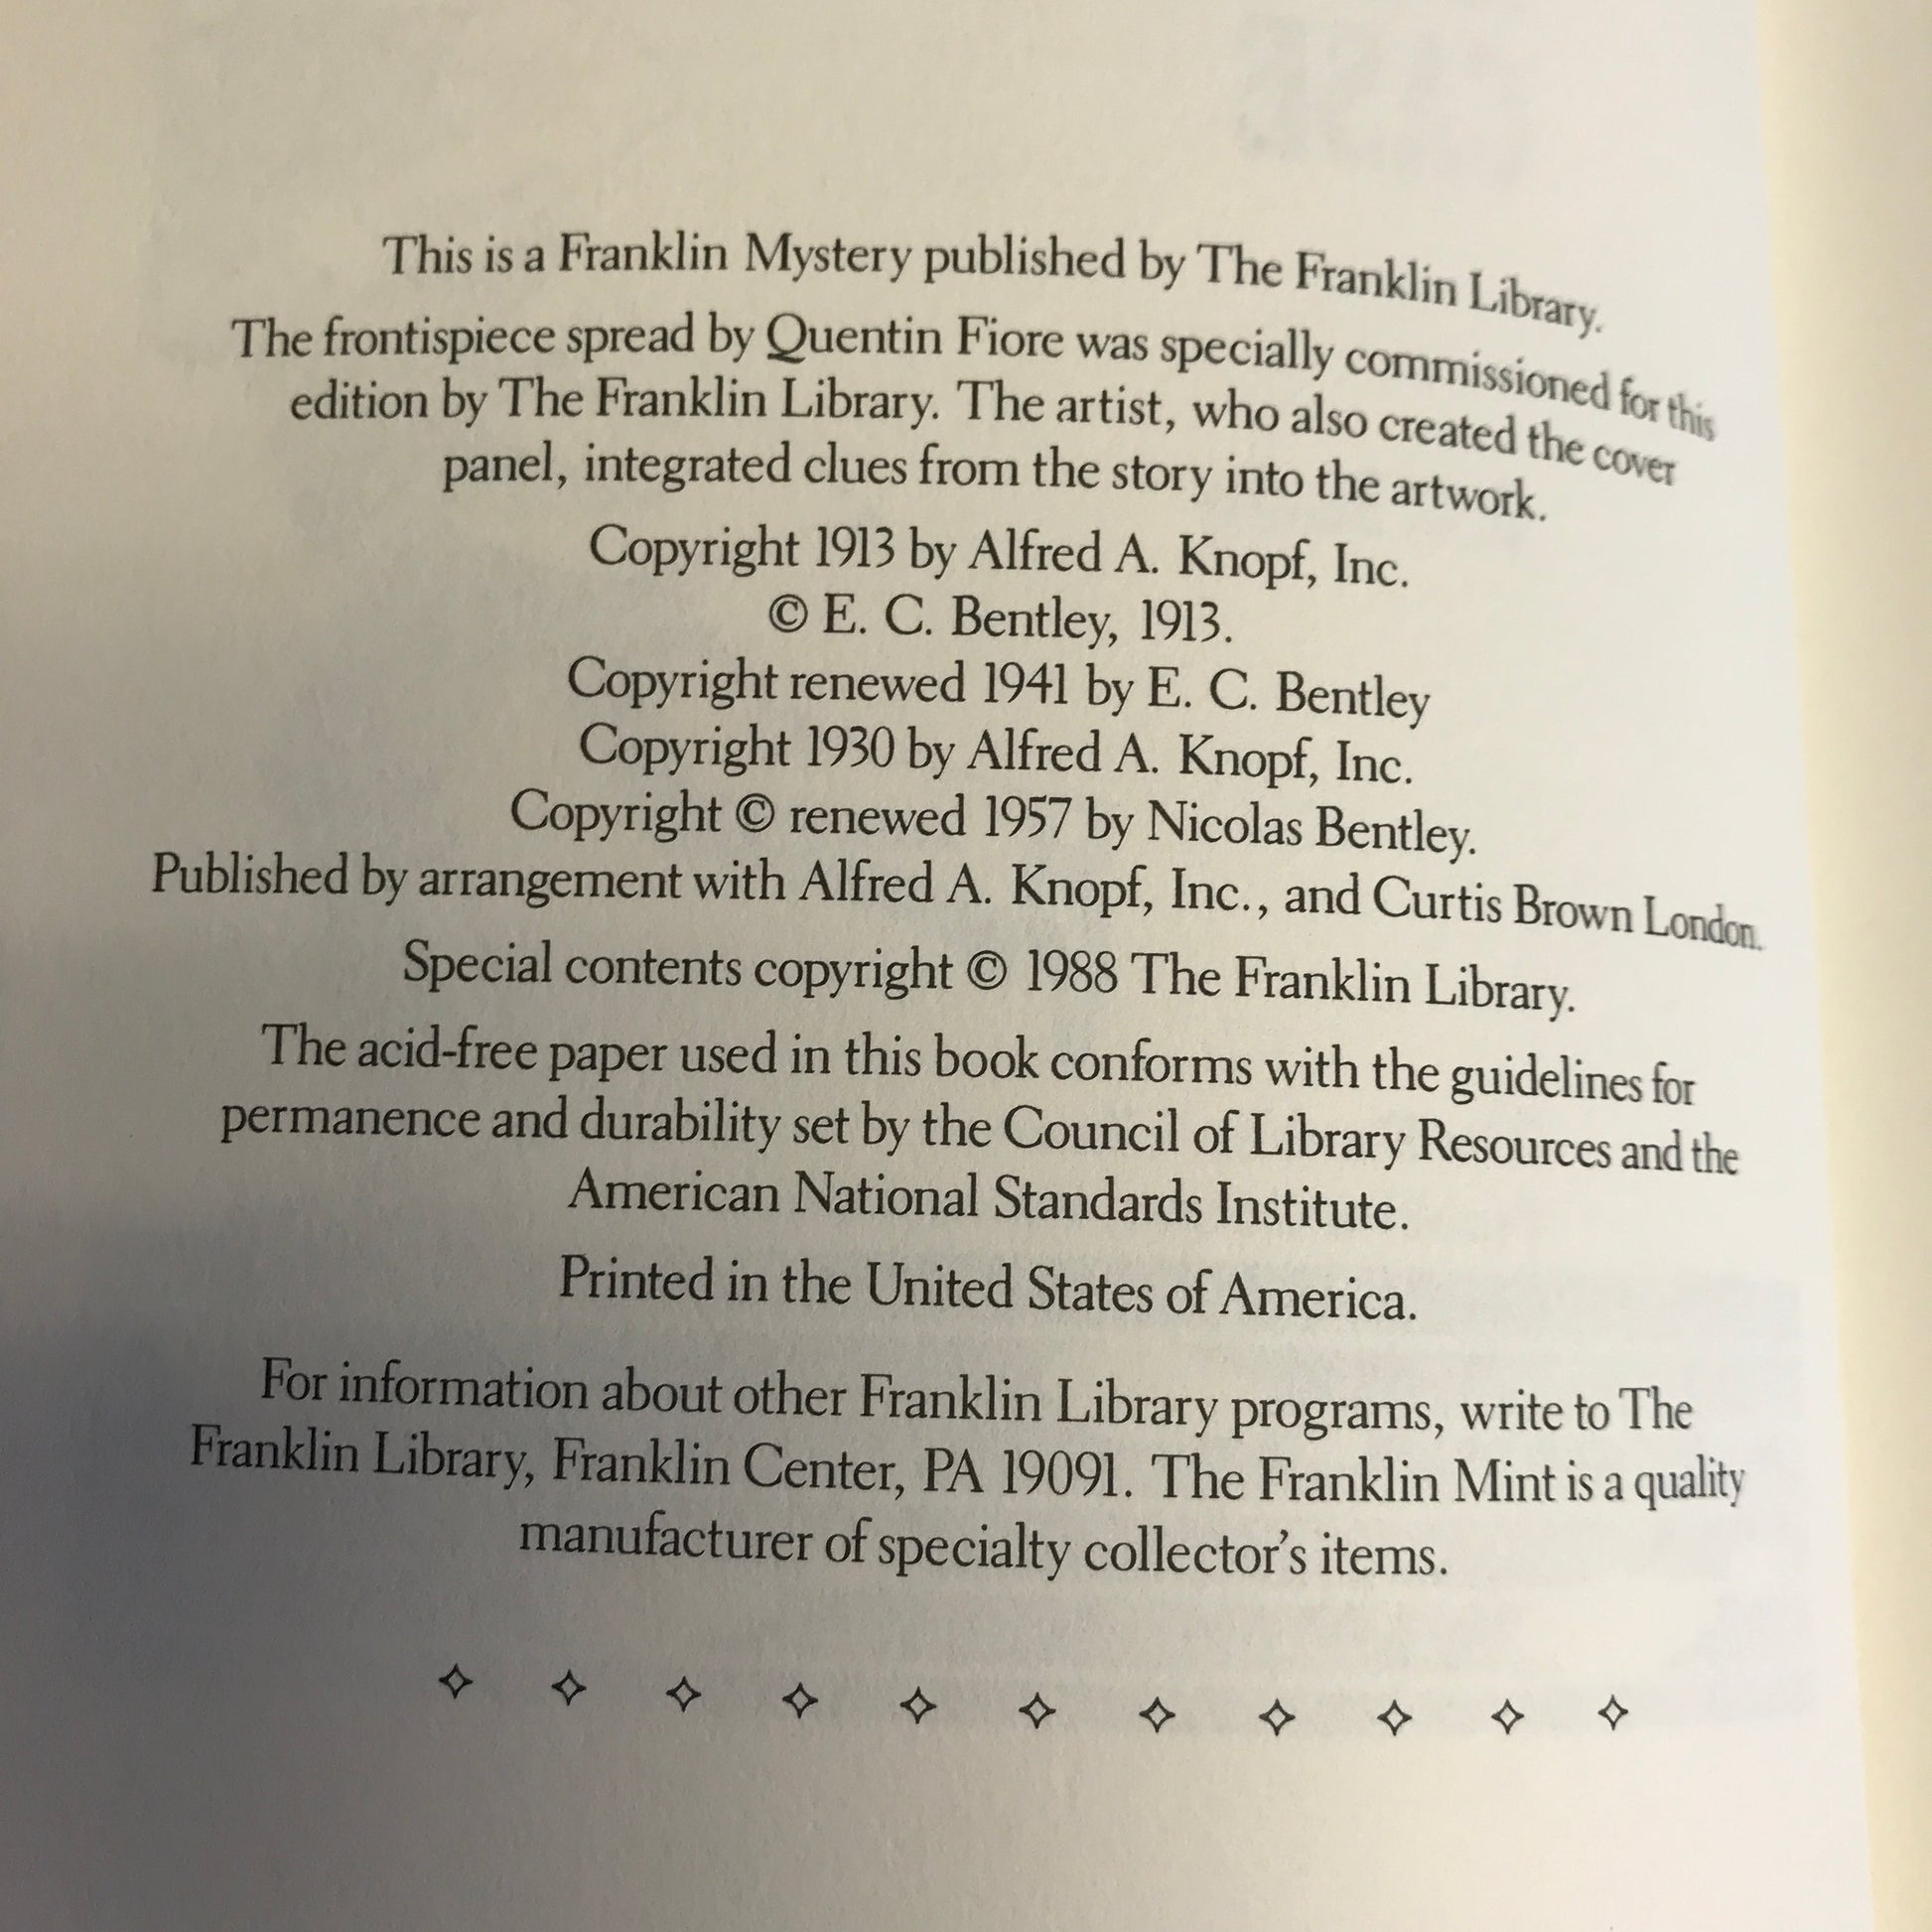 This is a Franklin Mystery published by The Franklin Library.
The frontispiece spread by Quentin Fiore was specially commissioned for this
edition by The Franklin Library. The artist, who also created the cover
panel, integrated clues from the story into the artwork.
Copyright 1913 by Alfred A. Knopf, Inc.
© E. C. Bentley, 1913.
Copyright renewed 1941 by E. C. Bentley
Copyright 1930 by Alfred A. Knopf, Inc.
Copyright © renewed 1957 by Nicolas Bentley.
Published by arrangement with Alfred A. Knopf, Inc., and Curtis Brown London.
Special contents copyright © 1988 The Franklin Library.
The acid-free paper used in this book conforms with the guidelines for
permanence and durability set by the Council of Library Resources and the
American National Standards Institute.
Printed in the United States of America.
For information about other Franklin Library programs, write to The
Franklin Library, Franklin Center, PA 19091. The Franklin Mint is a quality
manufacturer of specialty collector's items.